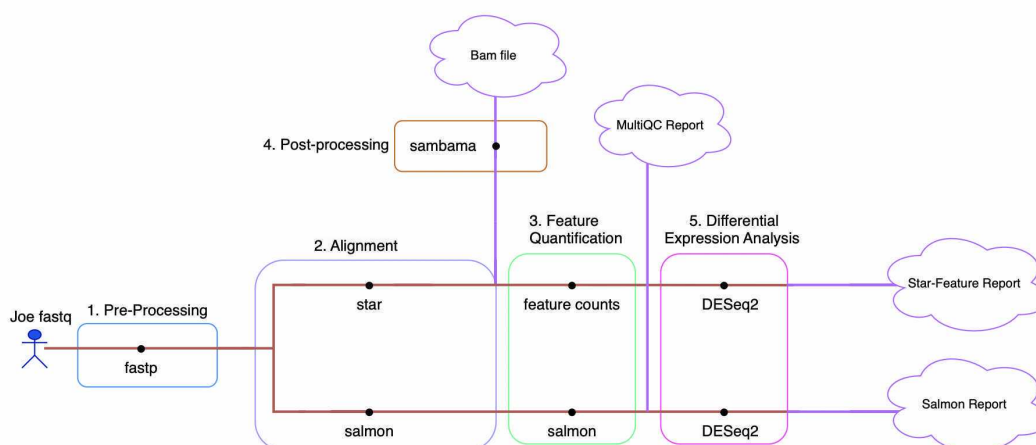 Bam file
MultiQC Report
4. Post-processing
sambama
3. Feature
Quantification
5. Differential
Expression Analysis
2. Alignment
Star-Feature Report
star
feature counts
DESeq2
Joe fastq
1. Pre-Processing
fastp
Salmon Report
salmon
salmon
DESeq2